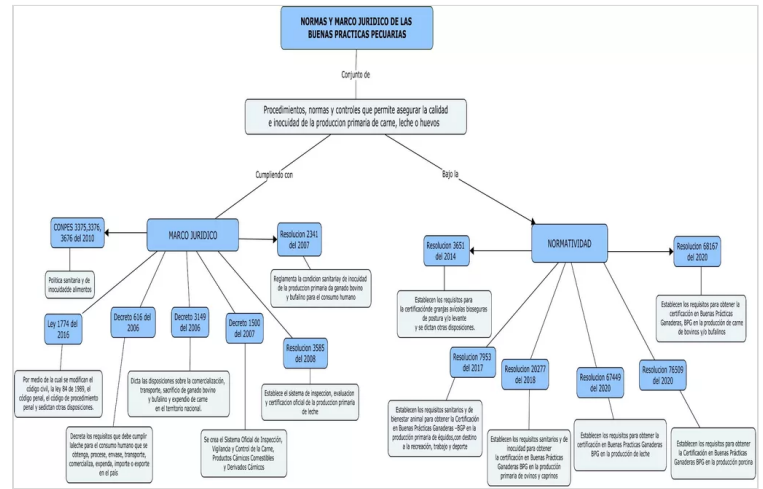 NORMAS Y MARCO JURIDICO DE LAS
BUENAS PRACTICAS PECUARIAS
Conjunto de
Procedimientos, normas y controles que permite asegurar la calidad
e inocuidad de la produccion primaria de carne, leche o huevos
Cumpliendo con
Bajo la
CONPES 3375,3376,
3676 del 2010
MARCO JURIDICO
Resolucion 2341
del 2007
Politica sanitaria y de
inocuidadde alimentos
Reglamenta la condicion sanitariay de inocuidad
de la produccion primaria da ganado bovino
y bufalino para el consumo humano
Ley 1774 del
2016
Decreto 616 del
2006
Decreto 3149
del 2006
Decreto 1500
del 2007
Resolucion 3585
del 2008
Por medio de la cual se modifican el
código civil, la ley 84 de 1989, el
código penal, el código de procedimiento
penal y sedictan otras disposiciones.
Dicta las disposiciones sobre la comercialización,
transporte, sacrificio de ganado bovino
y bufalino y expendio de carne
en el territorio nacional.
Establece el sistema de inspeccion, evaluacion
y certificacion oficial de la produccion primaria
de leche
Decreta los requisitos que debe cumplir
laleche para el consumo humano que se
obtenga, procese, envase, transporte,
comercializa, expenda, importe o exporte
en el país
Se crea el Sistema Oficial de Inspección,
Vigilancia y Control de la Carne,
Productos Cárnicos Comestibles
y Derivados Cárnicos
Resolucion 3651
del 2014
NORMATIVIDAD
Resolucion 68167
del 2020
Establecen los requisitos para la
certificaciónde granjas avícolas bioseguras
de postura y/o levante
y se dictan otras disposiciones.
Establecen los requisitos para obtener la
certificación en Buenas Prácticas
Ganaderas, BPG en la producción de carne
de bovinos y/o bufalinos
Resolucion 7953
del 2017
Resolucion 20277
del 2018
Resolucion 67449
del 2020
Resolucion 76509
del 2020
Establecen los requisitos sanitarios y de
bienestar animal para obtener la Certificación
en Buenas Prácticas Ganaderas –BGP en la
producción primaria de équidos,con destino
a la recreación, trabajo y deporte
Establecen los requisitos sanitarios y de
inocuidad para obtener
la certificación en Buenas Prácticas
Ganaderas BPG en la producción
primaria de ovinos y caprinos
Establecen los requisitos para obtener la
certificación en Buenas Practicas Ganaderas
BPG en la producción de leche
Establecen los requisitos para obtener
la Certificación en Buenas Prácticas
Ganaderas BPG en la producción porcina